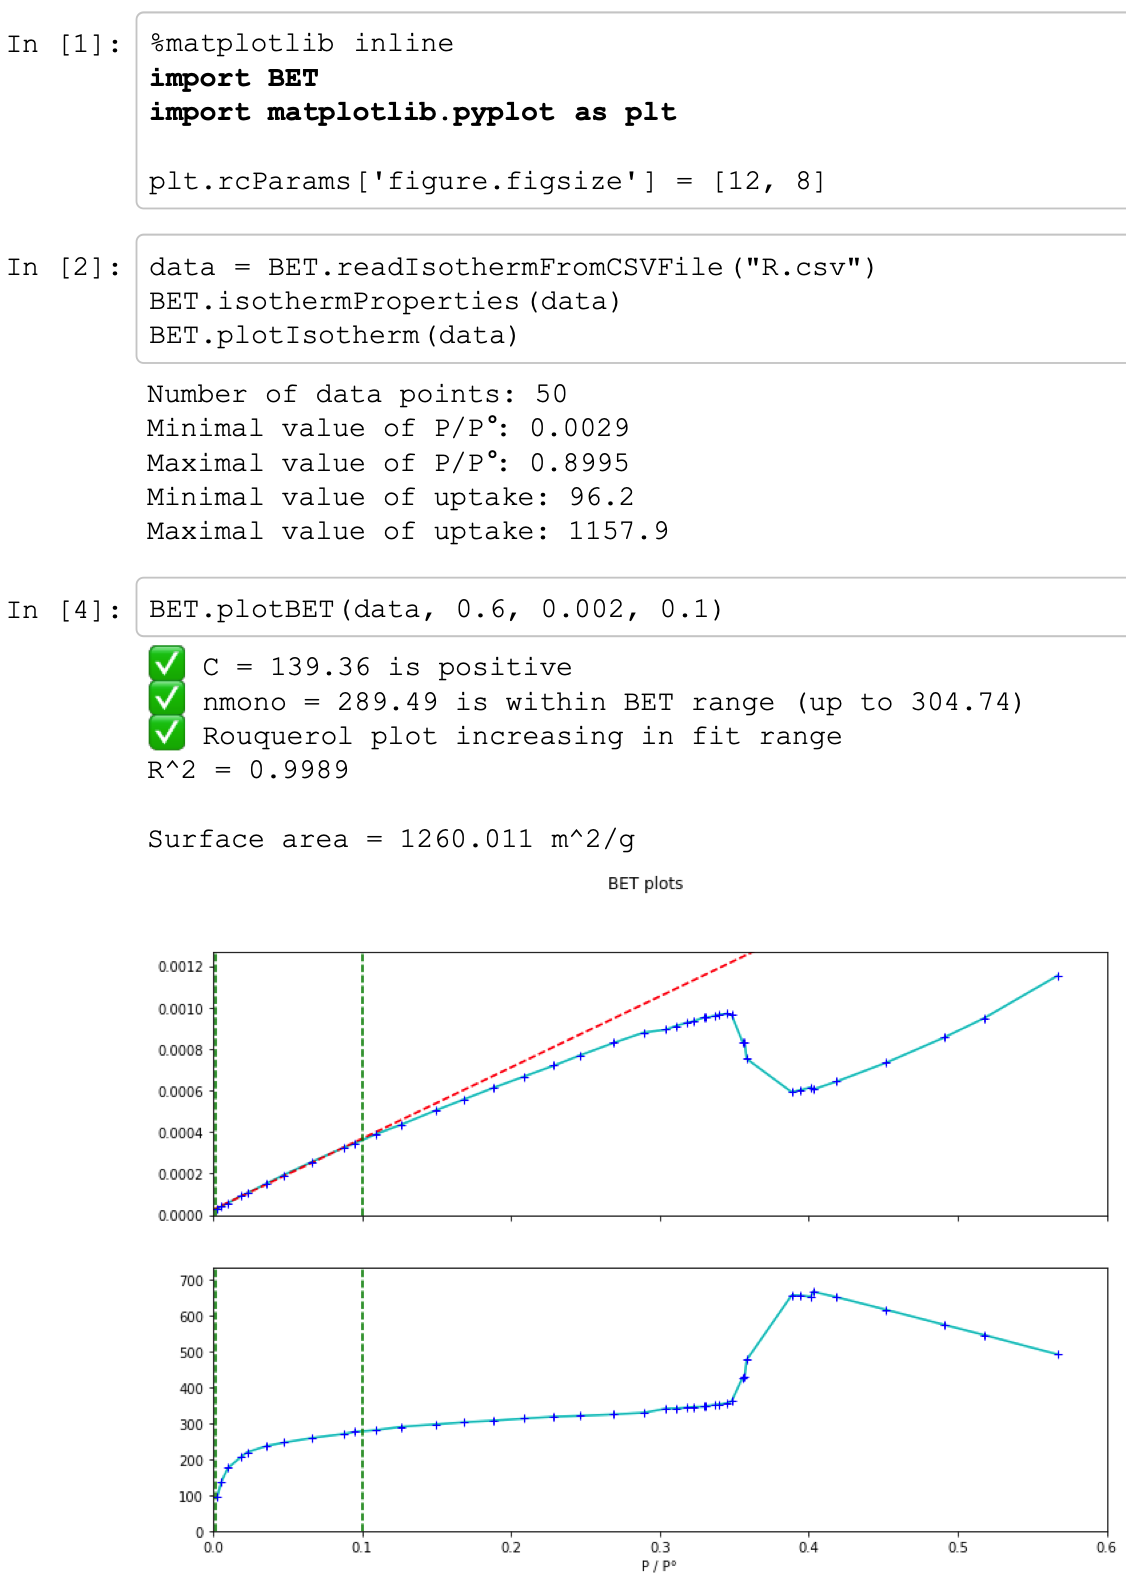 In [1]: %matplotlib inline
import BET
import matplotlib.pyplot as plt
plt.rcParams['figure.figsize'] = [12, 8]
In [2]: data = BET.readIsothermFromCSVFile("R.csv")
BET.isothermProperties(data)
BET.plotIsotherm(data)
Number of data points: 50
Minimal value of P/P°: 0.0029
Maximal value of P/P°: 0.8995
Minimal value of uptake: 96.2
Maximal value of uptake: 1157.9
In [4]: BET.plotBET(data, 0.6, 0.002, 0.1)
✅ C = 139.36 is positive
✅ nmono = 289.49 is within BET range (up to 304.74)
✅ Rouquerol plot increasing in fit range
R^2 = 0.9989
Surface area = 1260.011 m^2/g
BET plots
0.0012
0.0010
0.0008
0.0006
0.0004
0.0002
0.0000
700
600
500
400
300
200
100
0
0.0 0.1 0.2 0.3 0.4 0.5 0.6
P / P°